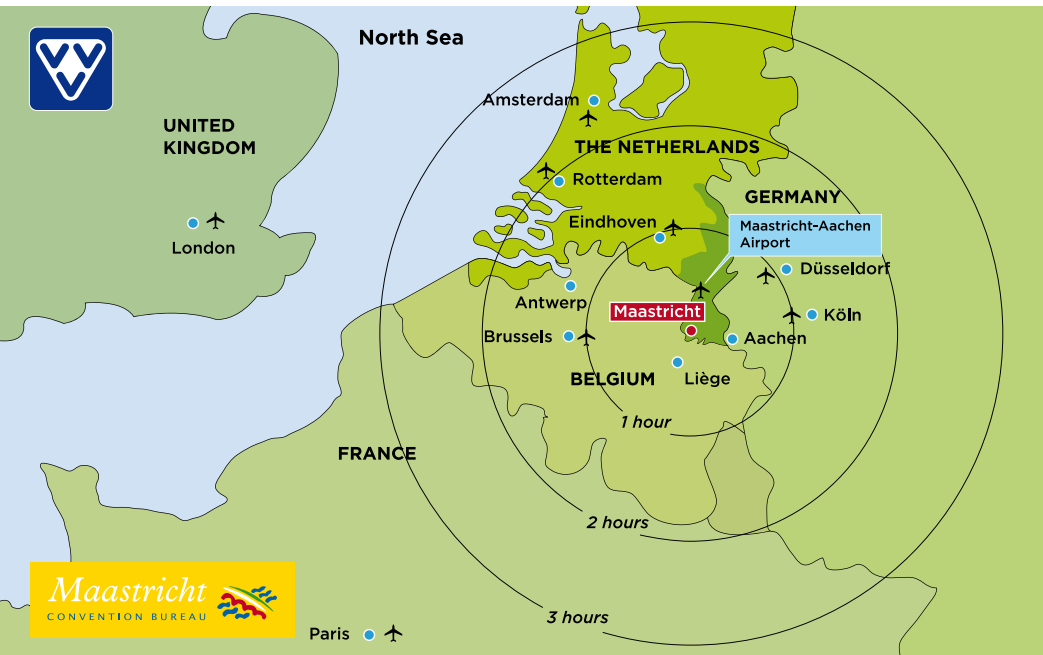 VVV
North Sea
Amsterdam
UNITED
KINGDOM
THE NETHERLANDS
Rotterdam
GERMANY
London
Eindhoven
Maastricht-Aachen
Airport
Düsseldorf
Antwerp
Maastricht
Köln
Brussels
Aachen
BELGIUM
Liège
1 hour
FRANCE
2 hours
Maastricht
CONVENTION BUREAU
3 hours
Paris